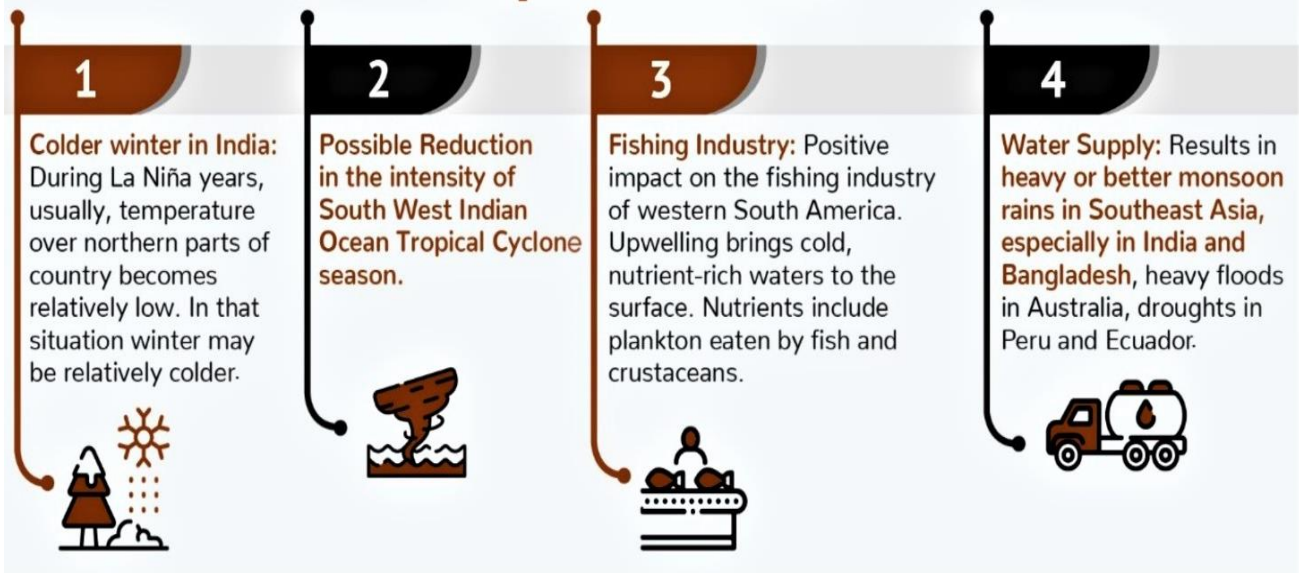 1
Colder winter in India:
During La Niña years,
usually, temperature
over northern parts of
country becomes
relatively low. In that
situation winter may
be relatively colder.
2
Possible Reduction
in the intensity of
South West Indian
Ocean Tropical Cyclone
season.
3
Fishing Industry: Positive
impact on the fishing industry
of western South America.
Upwelling brings cold,
nutrient-rich waters to the
surface. Nutrients include
plankton eaten by fish and
crustaceans.
4
Water Supply: Results in
heavy or better monsoon
rains in Southeast Asia,
especially in India and
Bangladesh, heavy floods
in Australia, droughts in
Peru and Ecuador.